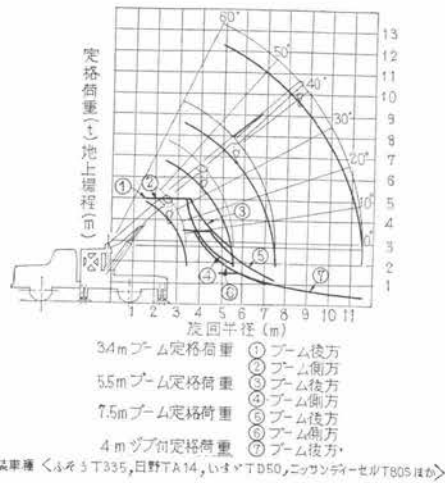 60°
50°
40°
30°
20°
10°
0°
13
12
11
10
9
8
7
6
5
4
3
2
1
定格荷重(t)地上揚程(m)
①
②
③
④
⑤
⑥
⑦
1 2 3 4 5 6 7 8 9 10 11
旋回半径(m)
3.4mブーム定格荷重 ①ブーム後方
②ブーム側方
5.5mブーム定格荷重 ③ブーム後方
④ブーム側方
7.5mブーム定格荷重 ⑤ブーム後方
⑥ブーム側方
4mジブ付定格荷重 ⑦ブーム後方
装車種〈ふそうT335,日野TA14,いすゞTD50,ニッサンディーゼルT80Sほか〉